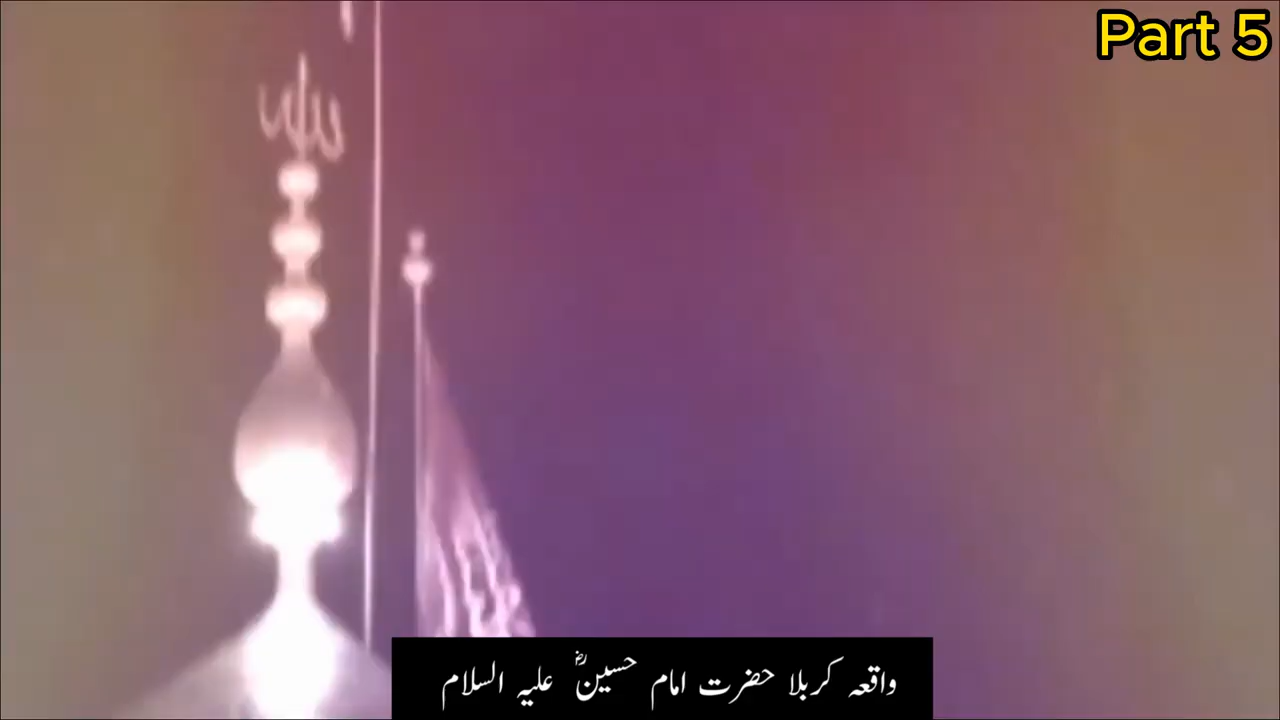 Part 5
الله
واقعہ کربلا حضرت امام حسینؓ علیہ السلام